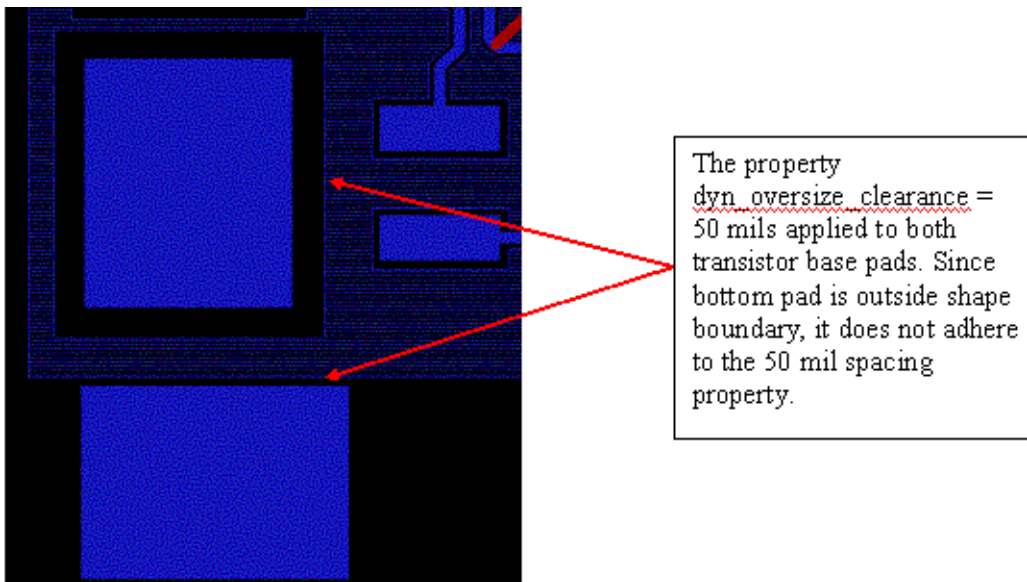 The property
dyn_oversize_clearance =
50 mils applied to both
transistor base pads. Since
bottom pad is outside shape
boundary, it does not adhere
to the 50 mil spacing
property.